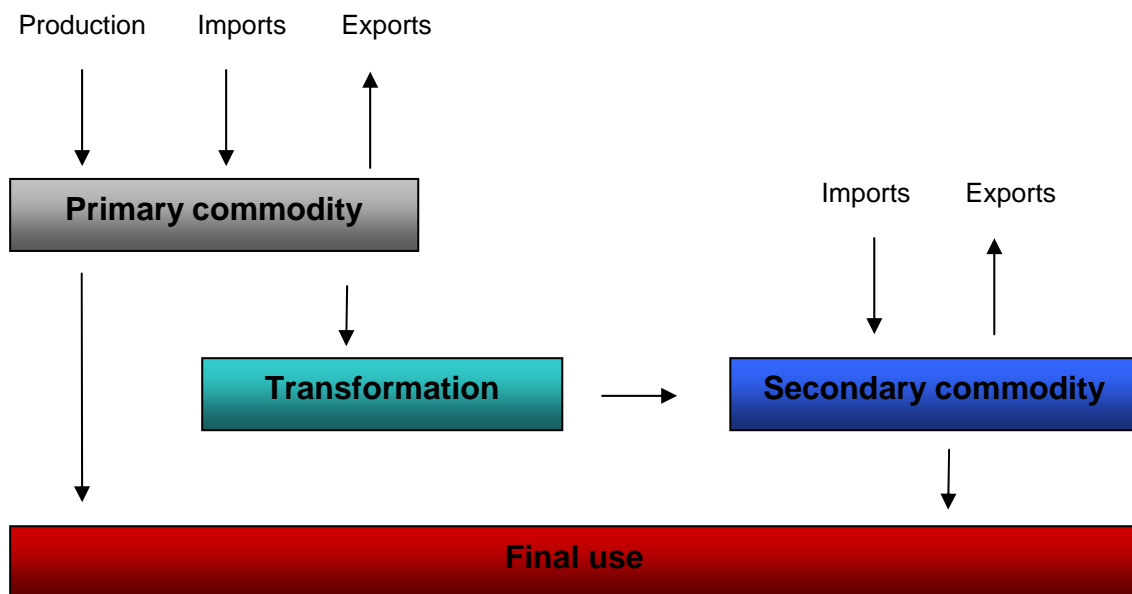 Production Imports Exports
Primary commodity
Imports Exports
Transformation
Secondary commodity
Final use